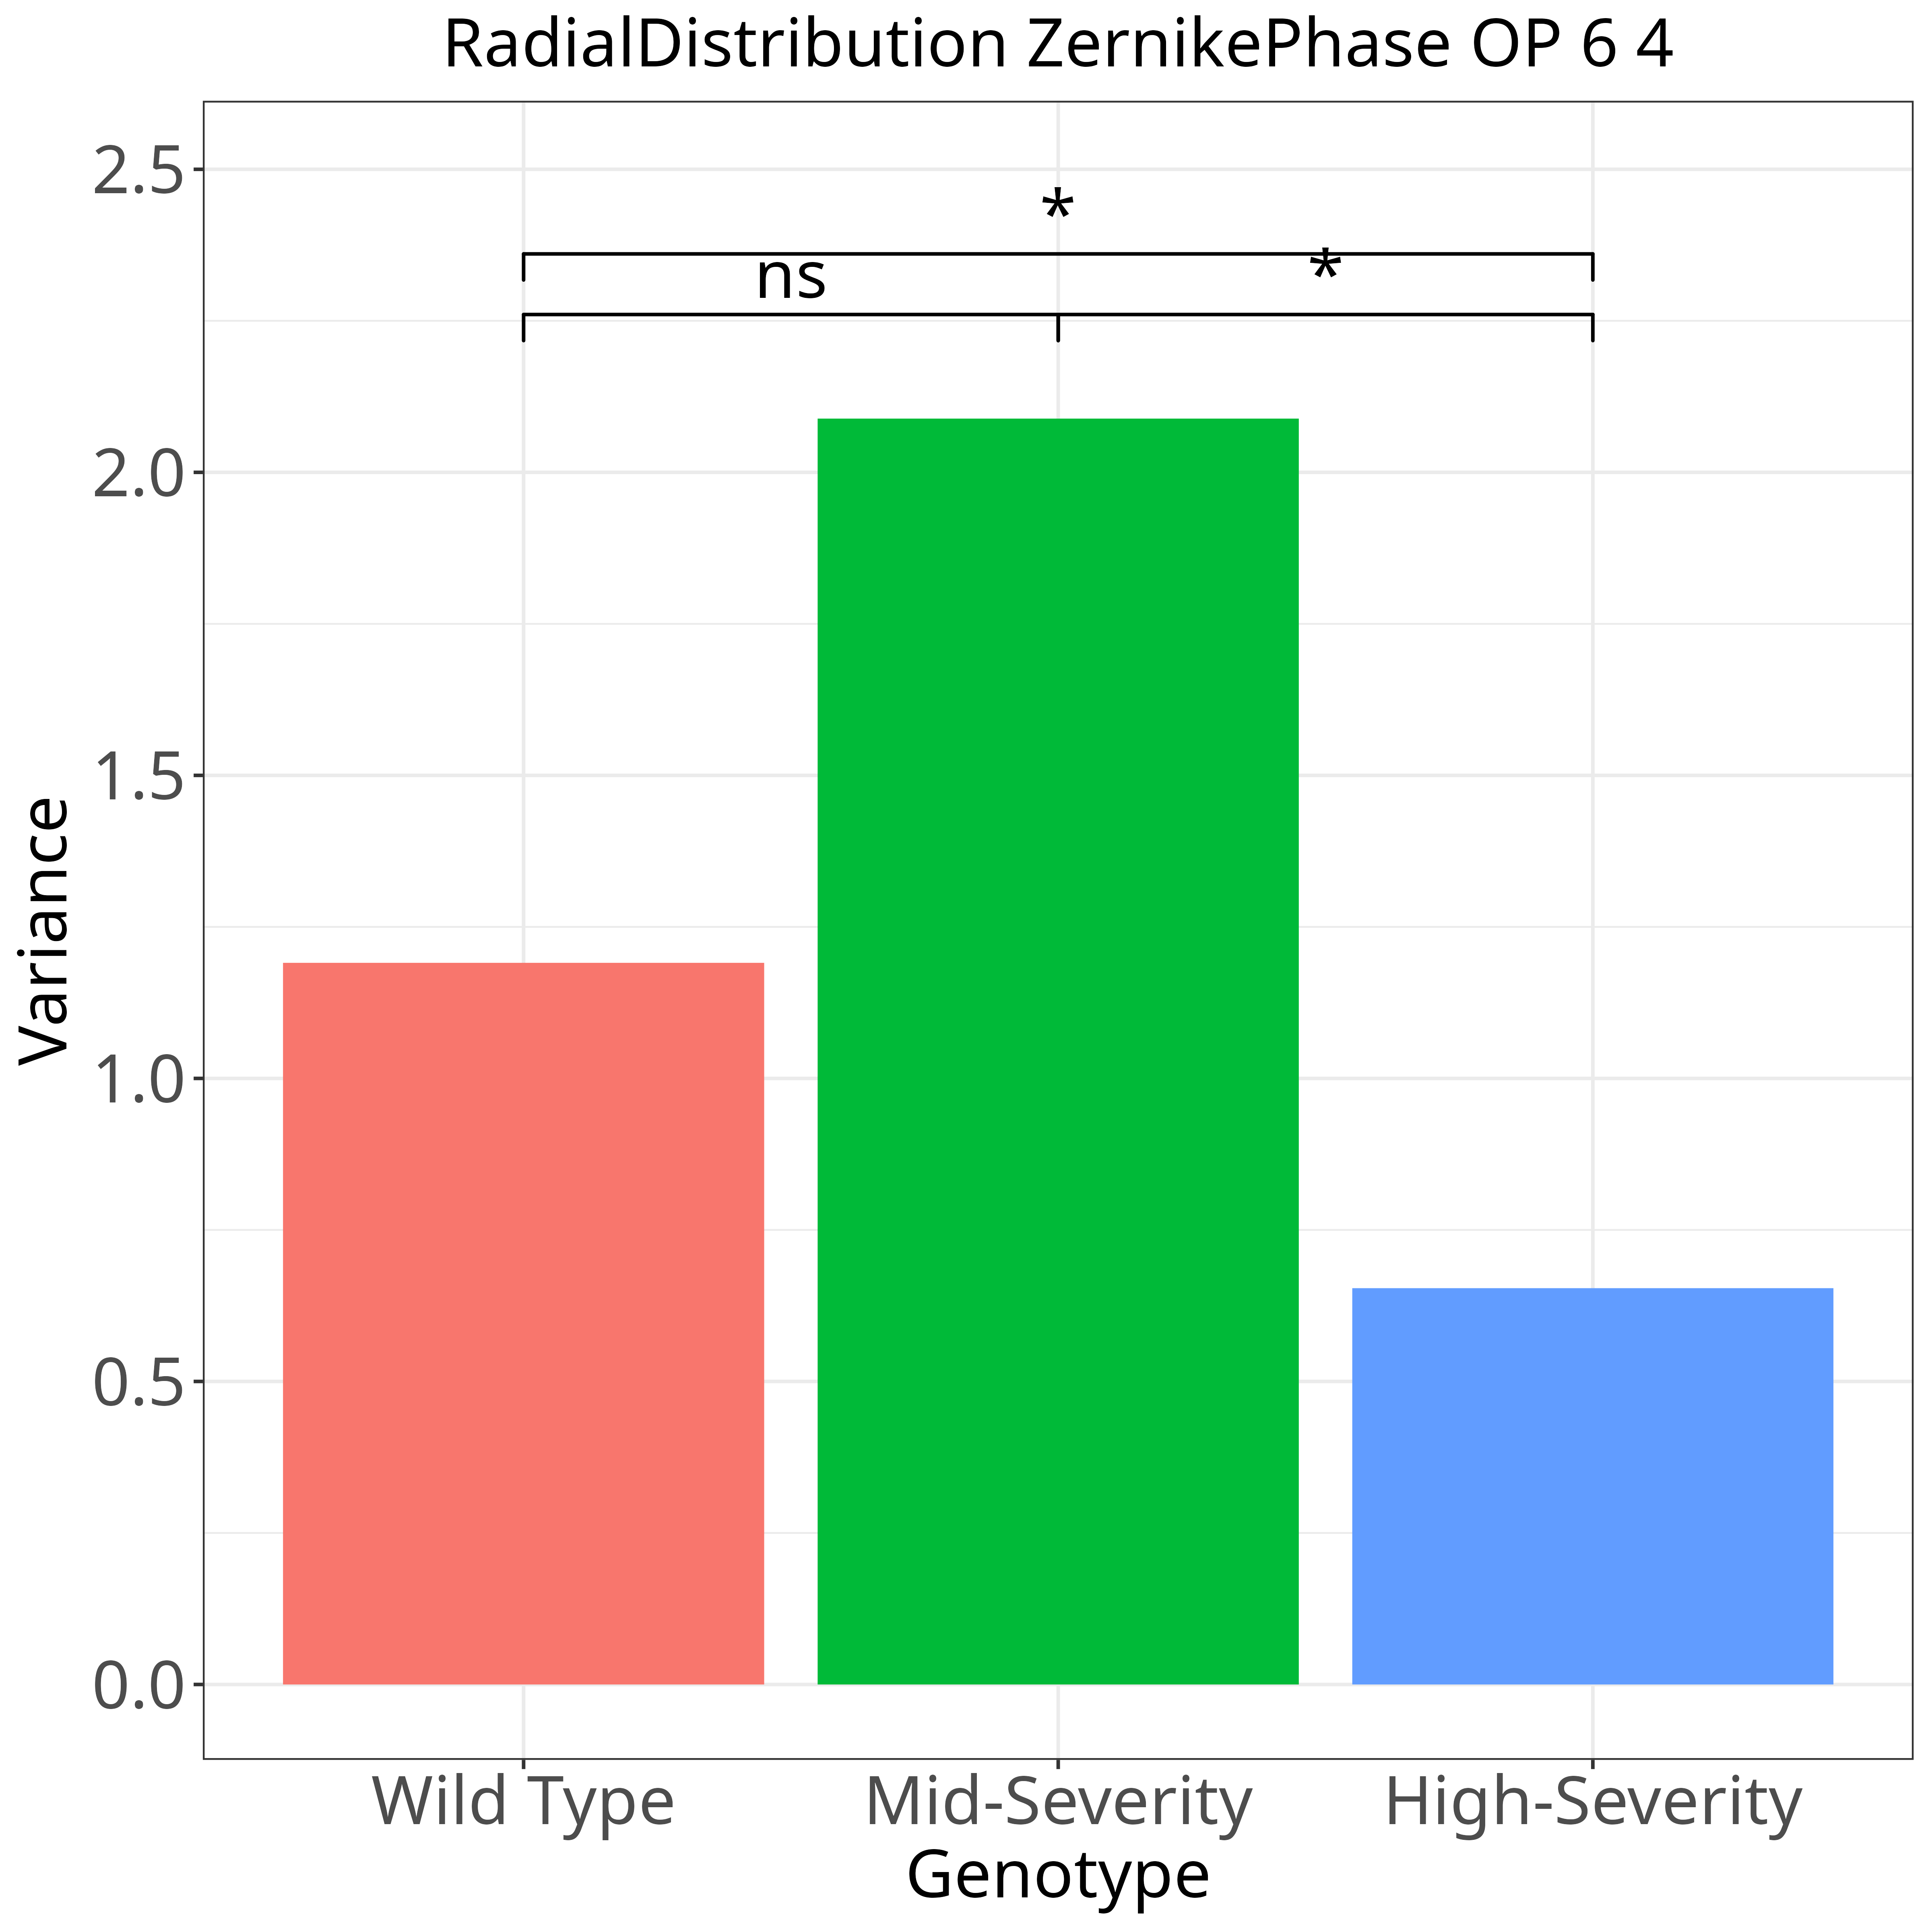 RadialDistribution ZernikePhase OP 6 4
2.5
*
ns
*
2.0
1.5
Variance
1.0
0.5
0.0
Wild Type Mid-Severity High-Severity
Genotype